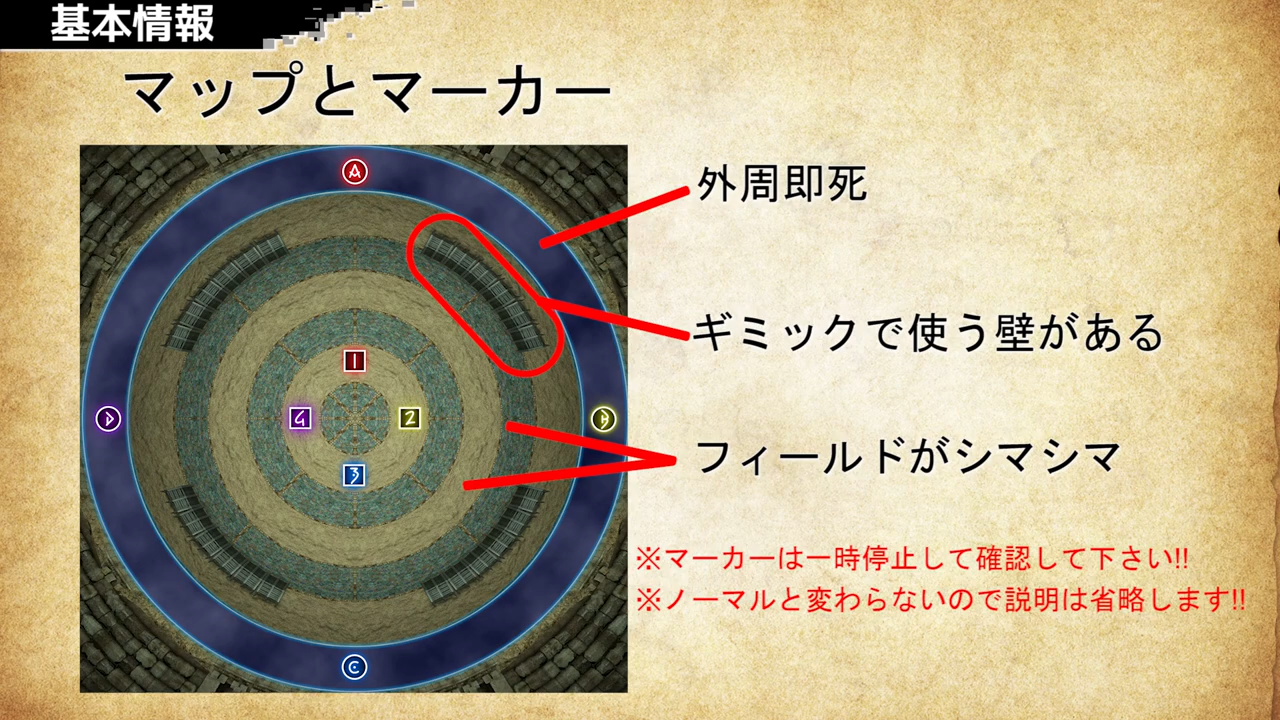 基本情報
マップとマーカー
外周即死
ギミックで使う壁がある
フィールドがシマシマ
※マーカーは一時停止して確認して下さい!!
※ノーマルと変わらないので説明は省略します!!
A
1
D
4
2
B
3
C